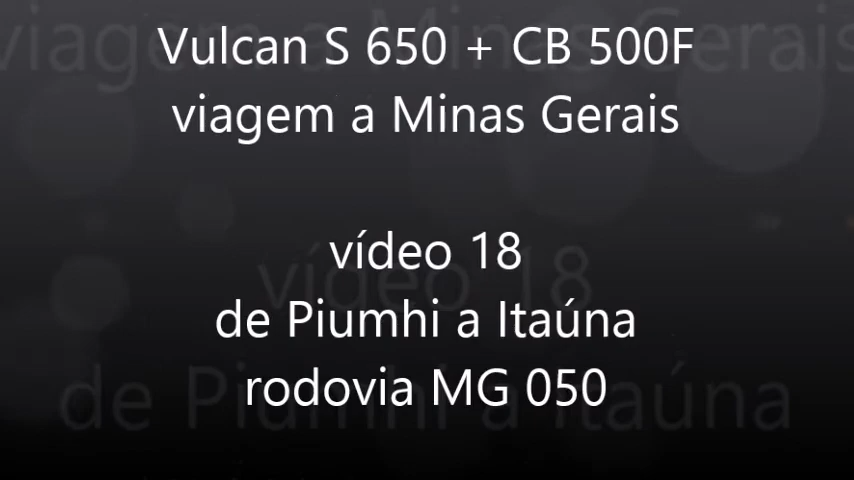 Vulcan S 650 + CB 500F
viagem a Minas Gerais
vídeo 18
de Piumhi a Itaúna
rodovia MG 050